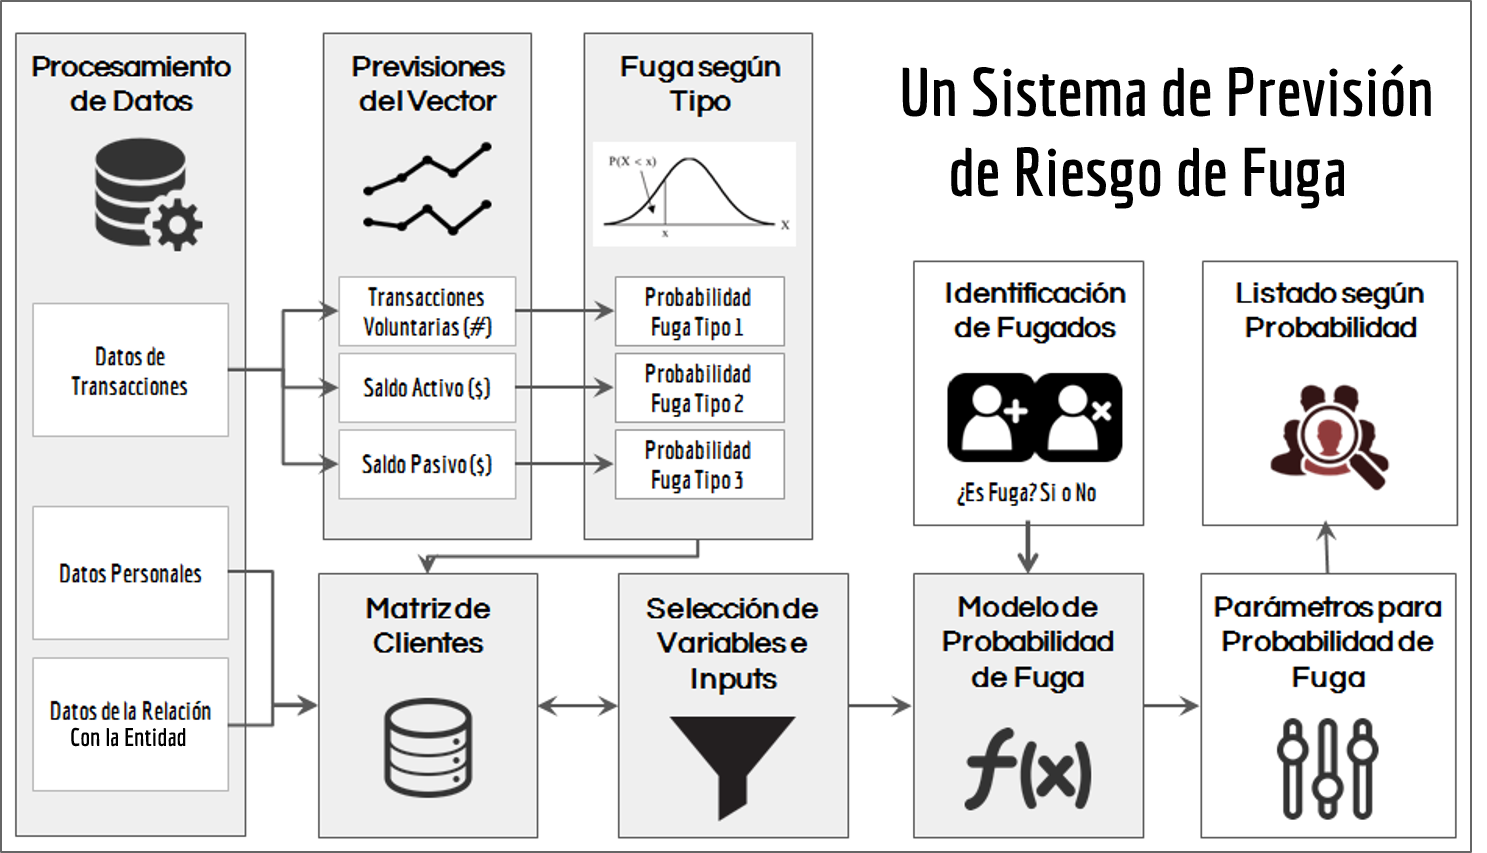 Un Sistema de Previsión
de Riesgo de Fuga
Procesamiento
de Datos
Datos de
Transacciones
Datos Personales
Datos de la Relación
Con la Entidad
Previsiones
del Vector
Transacciones
Voluntarias (#)
Saldo Activo ($)
Saldo Pasivo ($)
Fuga según
Tipo
P(X < x)
X
x
Probabilidad
Fuga Tipo 1
Probabilidad
Fuga Tipo 2
Probabilidad
Fuga Tipo 3
Matriz de
Clientes
Selección de
Variables e
Inputs
Identificación
de Fugados
¿Es Fuga? Si o No
Modelo de
Probabilidad
de Fuga
f(x)
Parámetros para
Probabilidad de
Fuga
Listado según
Probabilidad